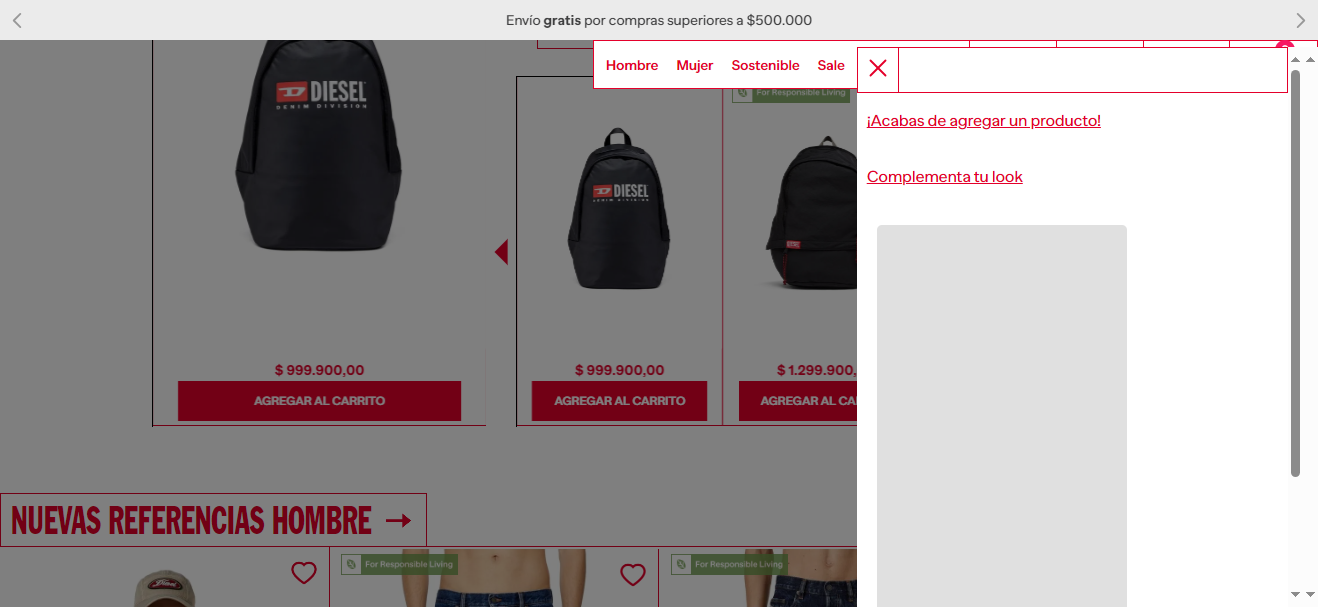 Envío gratis por compras superiores a $500.000
Hombre Mujer Sostenible Sale
For Responsible Living
¡Acabas de agregar un producto!
Complementa tu look
DIESEL
DENIM DIVISION
DIESEL
DENIM DIVISION
DIESEL
$ 999.900,00
AGREGAR AL CARRITO
$ 999.900,00
AGREGAR AL CARRITO
$ 1.299.900,
AGREGAR AL CA
NUEVAS REFERENCIAS HOMBRE
For Responsible Living
For Responsible Living
Diesel